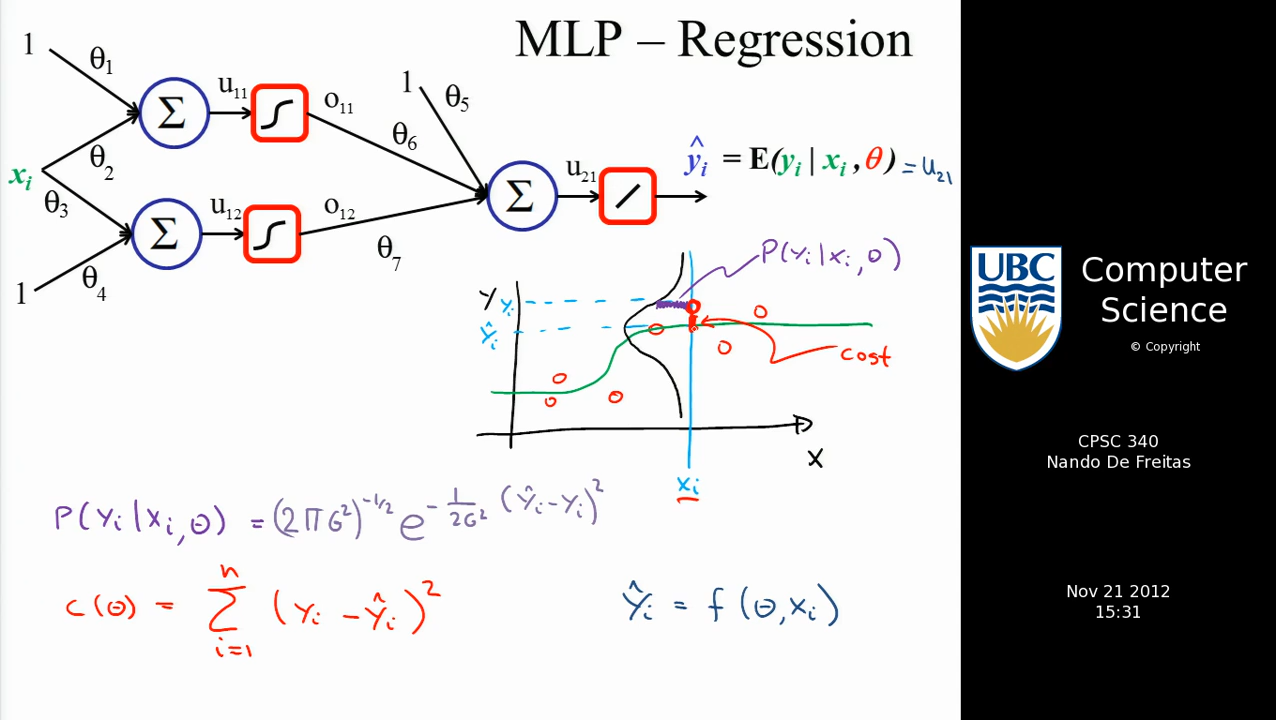 MLP – Regression
1
θ₁
u₁₁
o₁₁
1
θ₅
θ₂
Σ
θ₆
xᵢ
θ₃
u₁₂
o₁₂
Σ
θ₇
1
θ₄
Σ
u₂₁
ŷᵢ = E(yᵢ | xᵢ , θ) = u₂₁
P(yᵢ|xᵢ,θ)
y
yᵢ
ŷᵢ
cost
x
xᵢ
P(yᵢ|xᵢ,θ) = (2πσ²)^(-1/2) e^(-1/(2σ²) (ŷᵢ-yᵢ)²)
c(θ) = Σ_(i=1)^n (yᵢ - ŷᵢ)²
ŷᵢ = f(θ,xᵢ)
UBC
Computer
Science
© Copyright
CPSC 340
Nando De Freitas
Nov 21 2012
15:31